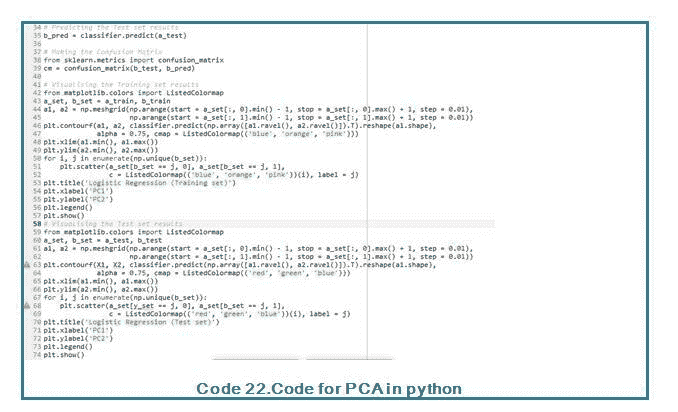 34 # Predicting the Test set results
35 b_pred = classifier.predict(a_test)
36
37 # Making the Confusion Matrix
38 from sklearn.metrics import confusion_matrix
39 cm = confusion_matrix(b_test, b_pred)
40
41 # Visualising the Training set results
42 from matplotlib.colors import ListedColormap
43 a_set, b_set = a_train, b_train
44 a1, a2 = np.meshgrid(np.arange(start = a_set[:, 0].min() - 1, stop = a_set[:, 0].max() + 1, step = 0.01),
45 np.arange(start = a_set[:, 1].min() - 1, stop = a_set[:, 1].max() + 1, step = 0.01))
46 plt.contourf(a1, a2, classifier.predict(np.array([a1.ravel(), a2.ravel()]).T).reshape(a1.shape),
47 alpha = 0.75, cmap = ListedColormap(('blue', 'orange', 'pink')))
48 plt.xlim(a1.min(), a1.max())
49 plt.ylim(a2.min(), a2.max())
50 for i, j in enumerate(np.unique(b_set)):
51 plt.scatter(a_set[b_set == j, 0], a_set[b_set == j, 1],
52 c = ListedColormap(('blue', 'orange', 'pink'))(i), label = j)
53 plt.title('Logistic Regression (Training set)')
54 plt.xlabel('PC1')
55 plt.ylabel('PC2')
56 plt.legend()
57 plt.show()
58 # Visualising the Test set results
59 from matplotlib.colors import ListedColormap
60 a_set, b_set = a_test, b_test
61 a1, a2 = np.meshgrid(np.arange(start = a_set[:, 0].min() - 1, stop = a_set[:, 0].max() + 1, step = 0.01),
62 np.arange(start = a_set[:, 1].min() - 1, stop = a_set[:, 1].max() + 1, step = 0.01))
63 plt.contourf(X1, X2, classifier.predict(np.array([a1.ravel(), a2.ravel()]).T).reshape(a1.shape),
64 alpha = 0.75, cmap = ListedColormap(('red', 'green', 'blue')))
65 plt.xlim(a1.min(), a1.max())
66 plt.ylim(a2.min(), a2.max())
67 for i, j in enumerate(np.unique(b_set)):
68 plt.scatter(a_set[y_set == j, 0], a_set[b_set == j, 1],
69 c = ListedColormap(('red', 'green', 'blue'))(i), label = j)
70 plt.title('Logistic Regression (Test set)')
71 plt.xlabel('PC1')
72 plt.ylabel('PC2')
73 plt.legend()
74 plt.show()
Code 22.Code for PCA in python